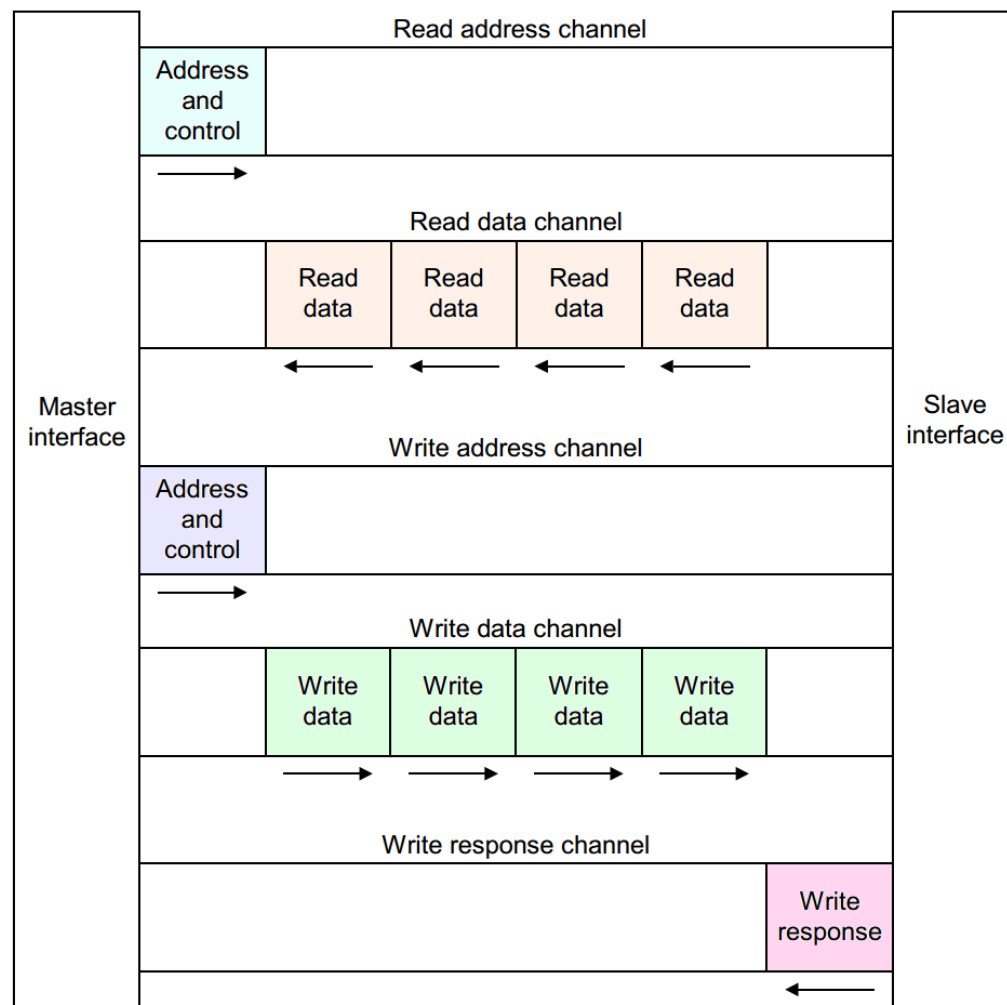 Read address channel
Address
and
control
Read data channel
Read
data
Read
data
Read
data
Read
data
Master
interface
Slave
interface
Write address channel
Address
and
control
Write data channel
Write
data
Write
data
Write
data
Write
data
Write response channel
Write
response